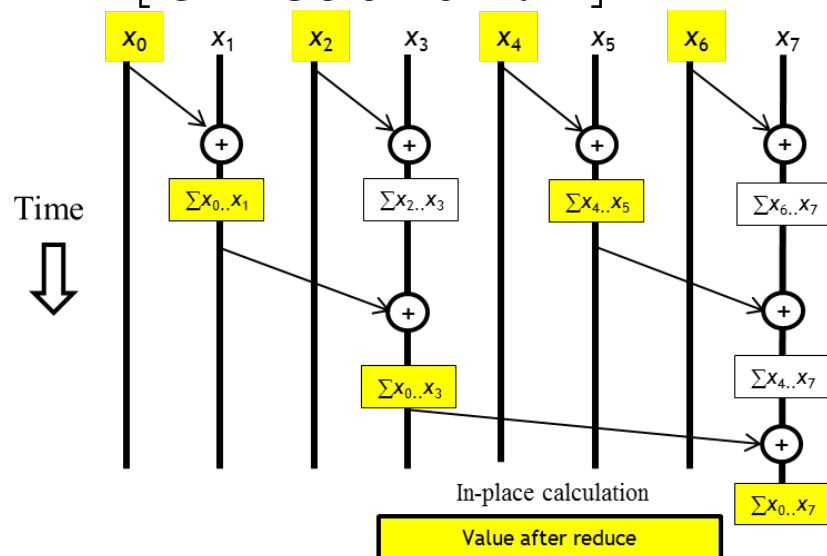 x₀ x₁ x₂ x₃ x₄ x₅ x₆ x₇
+ + + +
∑x₀..x₁ ∑x₂..x₃ ∑x₄..x₅ ∑x₆..x₇
Time
+ +
∑x₀..x₃ ∑x₄..x₇
+
In-place calculation ∑x₀..x₇
Value after reduce